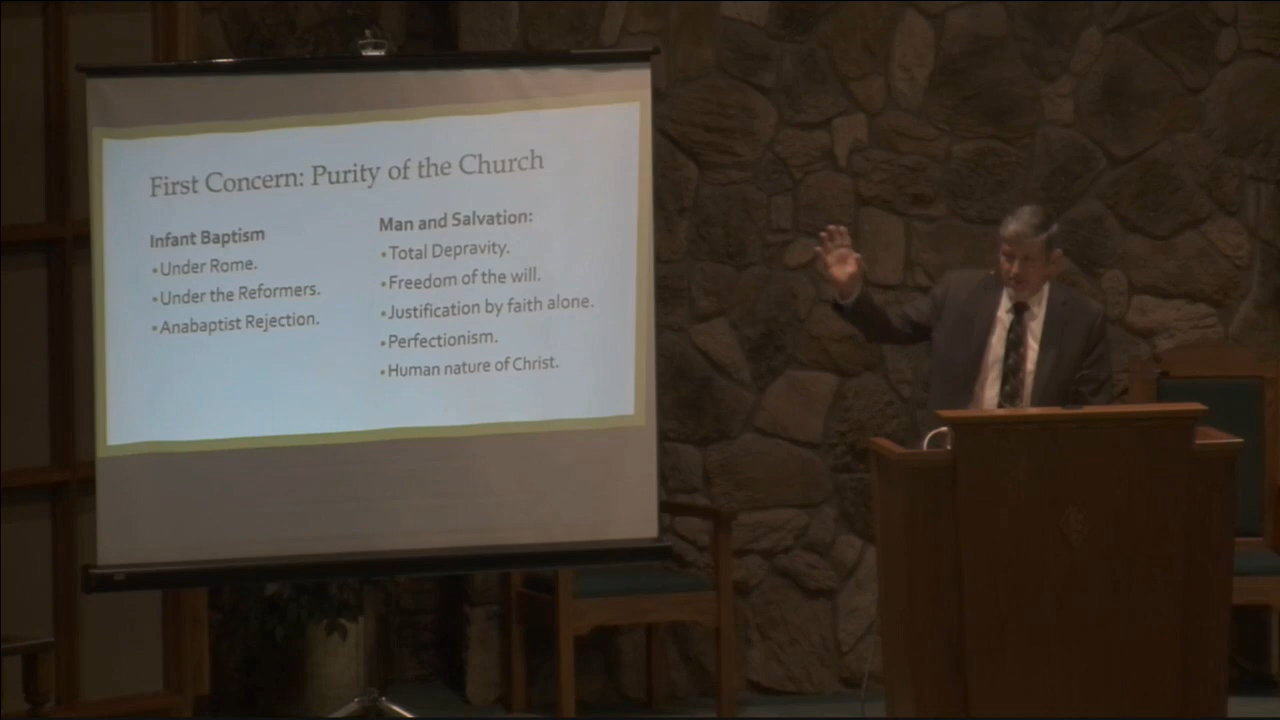 First Concern: Purity of the Church
Infant Baptism
•Under Rome.
•Under the Reformers.
•Anabaptist Rejection.
Man and Salvation:
•Total Depravity.
•Freedom of the will.
•Justification by faith alone.
•Perfectionism.
•Human nature of Christ.